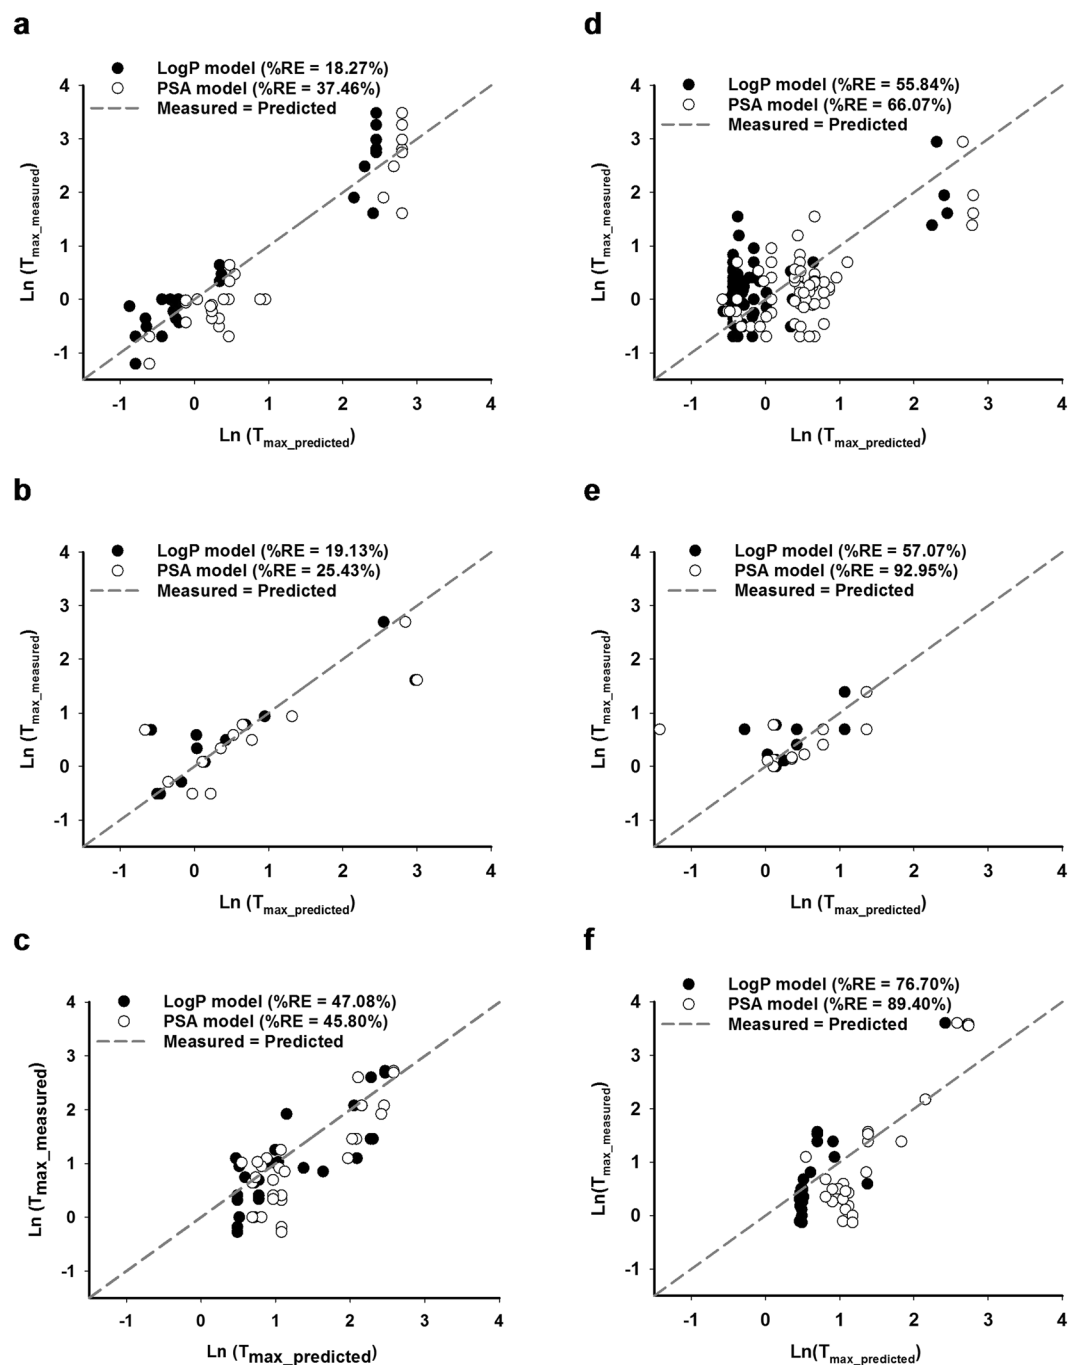 a
LogP model (%RE = 18.27%)
PSA model (%RE = 37.46%)
Measured = Predicted
4
3
2
1
0
-1
Ln (Tmax_measured)
-1 0 1 2 3 4
Ln (Tmax_predicted)
d
LogP model (%RE = 55.84%)
PSA model (%RE = 66.07%)
Measured = Predicted
4
3
2
1
0
-1
Ln (Tmax_measured)
-1 0 1 2 3 4
Ln (Tmax_predicted)
b
LogP model (%RE = 19.13%)
PSA model (%RE = 25.43%)
Measured = Predicted
4
3
2
1
0
-1
Ln (Tmax_measured)
-1 0 1 2 3 4
Ln (Tmax_predicted)
e
LogP model (%RE = 57.07%)
PSA model (%RE = 92.95%)
Measured = Predicted
4
3
2
1
0
-1
Ln(Tmax_measured)
-1 0 1 2 3 4
Ln (Tmax_predicted)
c
LogP model (%RE = 47.08%)
PSA model (%RE = 45.80%)
Measured = Predicted
4
3
2
1
0
-1
Ln (Tmax_measured)
-1 0 1 2 3 4
Ln (Tmax_predicted)
f
LogP model (%RE = 76.70%)
PSA model (%RE = 89.40%)
Measured = Predicted
4
3
2
1
0
-1
Ln(Tmax_measured)
-1 0 1 2 3 4
Ln(Tmax_predicted)